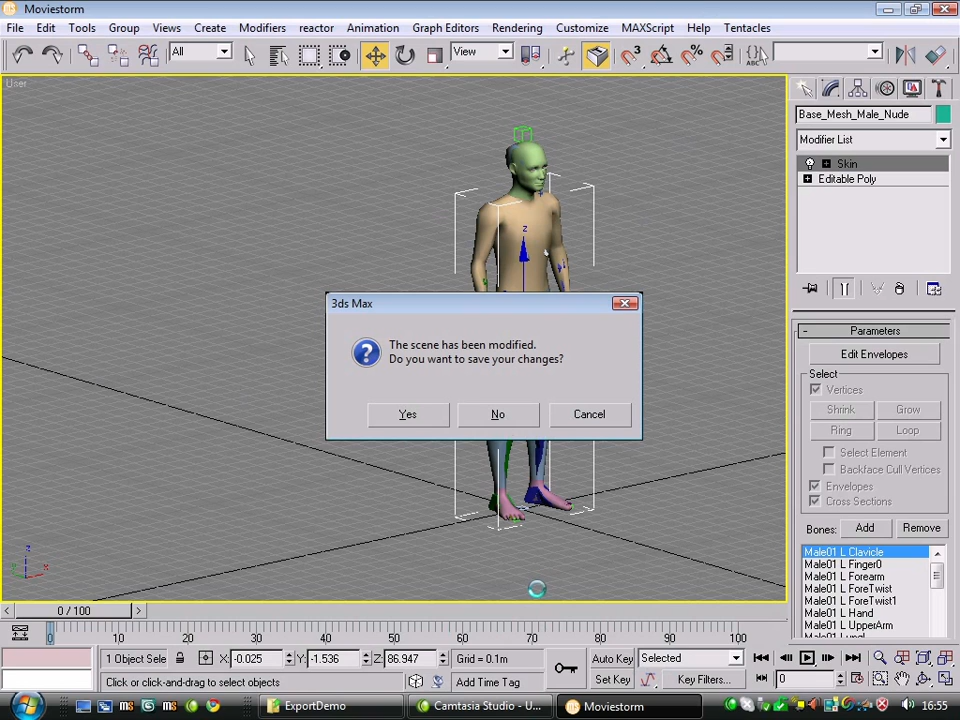 Moviestorm
File Edit Tools Group Views Create Modifiers reactor Animation Graph Editors Rendering Customize MAXScript Help Tentacles
All View
User
Base_Mesh_Male_Nude
Modifier List
Skin
Editable Poly
3ds Max
The scene has been modified.
Do you want to save your changes?
Yes No Cancel
Parameters
Edit Envelopes
Select
Vertices
Shrink Grow
Ring Loop
Select Element
Backface Cull Vertices
Envelopes
Cross Sections
Bones: Add Remove
Male01 L Clavicle
Male01 L Finger0
Male01 L Forearm
Male01 L ForeTwist
Male01 L ForeTwist1
Male01 L Hand
Male01 L UpperArm
z
z
x
0 / 100
0 10 20 30 40 50 60 70 80 90 100
1 Object Sele X: -0.025 Y: -1.536 Z: 86.947 Grid = 0.1m Auto Key Selected
Click or click-and-drag to select objects Add Time Tag Set Key Key Filters... 0
ExportDemo Camtasia Studio - U... Moviestorm 16:55